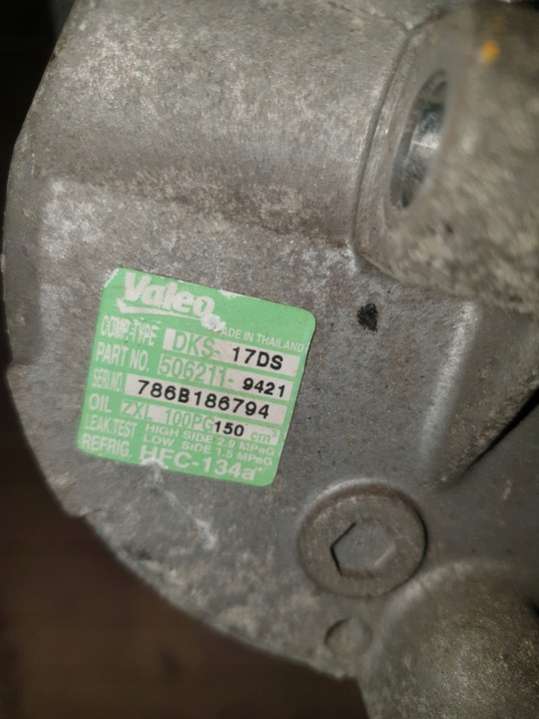 Valeo
MADE IN THAILAND
COMP. TYPE DKS- 17DS
PART NO. 506211- 9421
SERI. NO 786B186794
OIL ZXL 100PG 150 cm³
LEAK TEST HIGH SIDE 2.9 MPaG
LOW SIDE 1.5 MPaG
REFRIG. HFC-134a